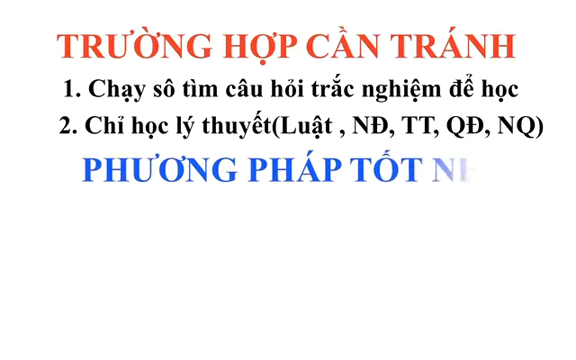 TRƯỜNG HỢP CẦN TRÁNH
1. Chạy sô tìm câu hỏi trắc nghiệm để học
2. Chỉ học lý thuyết(Luật , NĐ, TT, QĐ, NQ)
PHƯƠNG PHÁP TỐT